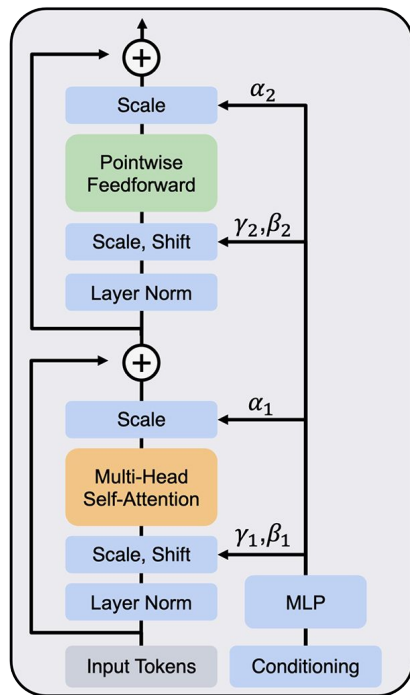 +
Scale
α₂
Pointwise
Feedforward
γ₂,β₂
Scale, Shift
Layer Norm
+
Scale
α₁
Multi-Head
Self-Attention
γ₁,β₁
Scale, Shift
Layer Norm
MLP
Input Tokens
Conditioning